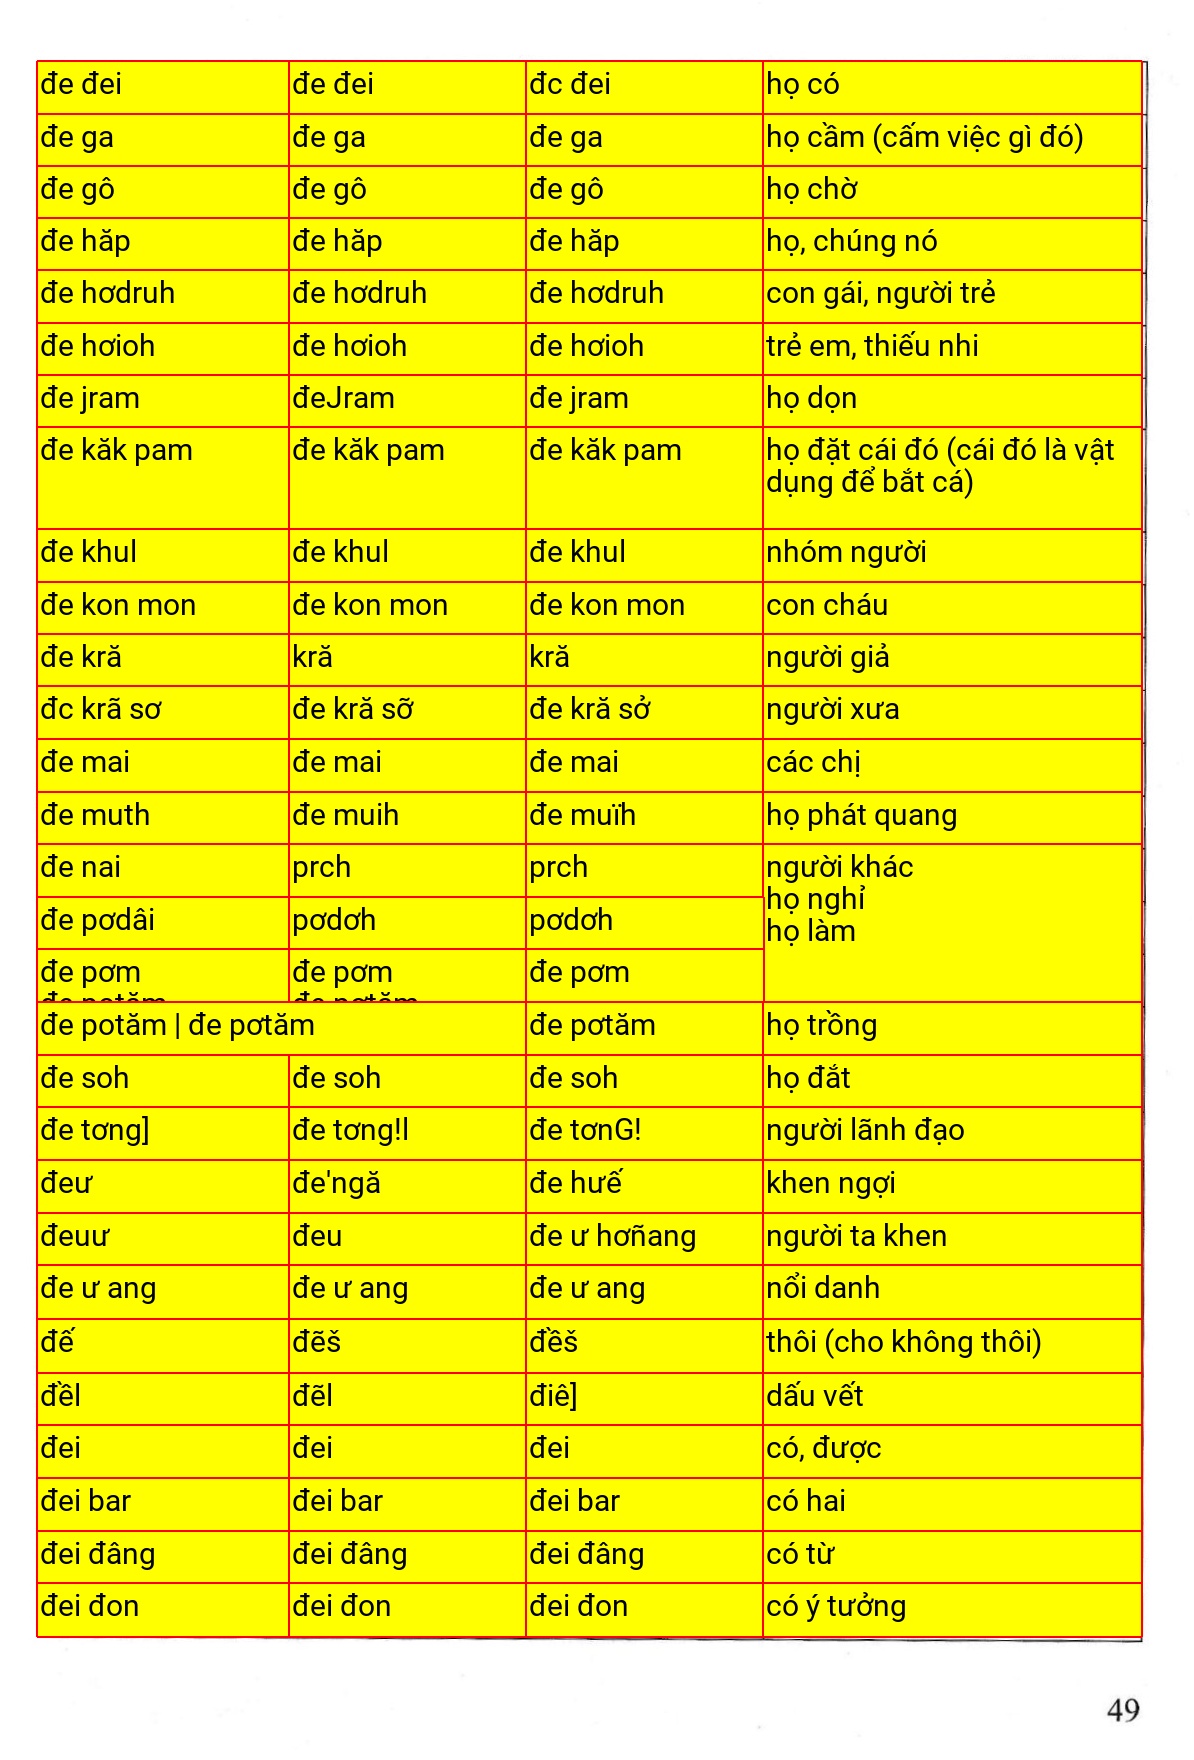 đe đei đe đei đc đei họ có
đe ga đe ga đe ga họ cầm (cấm việc gì đó)
đe gô đe gô đe gô họ chờ
đe hăp đe hăp đe hăp họ, chúng nó
đe hơdruh đe hơdruh đe hơdruh con gái, người trẻ
đe hơioh đe hơioh đe hơioh trẻ em, thiếu nhi
đe jram đeJram đe jram họ dọn
đe kăk pam đe kăk pam đe kăk pam họ đặt cái đó (cái đó là vật
dụng để bắt cá)
đe khul đe khul đe khul nhóm người
đe kon mon đe kon mon đe kon mon con cháu
đe kră kră kră người giả
đc krã sơ đe kră sỡ đe kră sở người xưa
đe mai đe mai đe mai các chị
đe muth đe muih đe muïh họ phát quang
đe nai prch prch người khác
họ nghỉ
đe pơdâi pơdơh pơdơh họ làm
đe pơm đe pơm đe pơm
đe potăm | đe pơtăm đe pơtăm họ trồng
đe soh đe soh đe soh họ đắt
đe tơng] đe tơng!l đe tơnG! người lãnh đạo
đeư đe'ngă đe hưế khen ngợi
đeuư đeu đe ư hơñang người ta khen
đe ư ang đe ư ang đe ư ang nổi danh
đế đẽš đềš thôi (cho không thôi)
đềl đẽl điê] dấu vết
đei đei đei có, được
đei bar đei bar đei bar có hai
đei đâng đei đâng đei đâng có từ
đei đon đei đon đei đon có ý tưởng
49